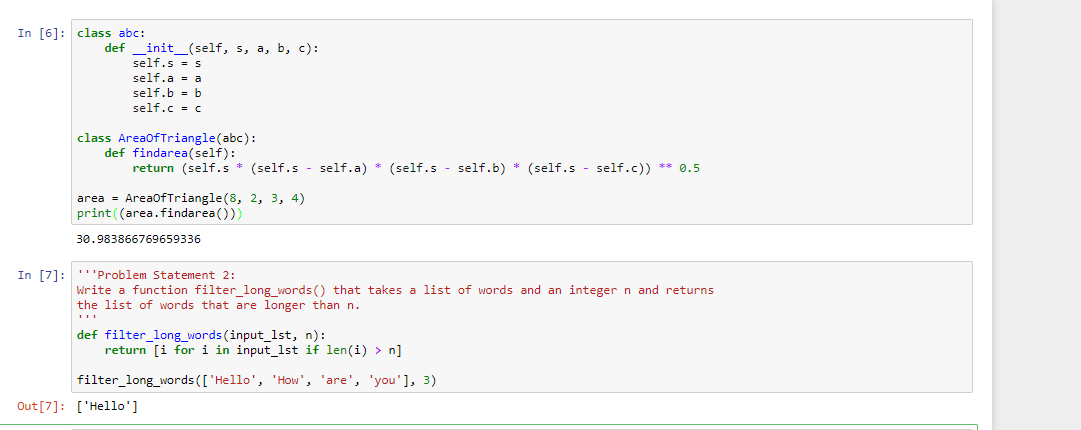 In [6]: class abc:
    def __init__(self, s, a, b, c):
        self.s = s
        self.a = a
        self.b = b
        self.c = c

class AreaOfTriangle(abc):
    def findarea(self):
        return (self.s * (self.s - self.a) * (self.s - self.b) * (self.s - self.c)) ** 0.5

area = AreaOfTriangle(8, 2, 3, 4)
print((area.findarea()))
30.983866769659336
In [7]: '''Problem Statement 2:
Write a function filter_long_words() that takes a list of words and an integer n and returns
the list of words that are longer than n.
'''
def filter_long_words(input_lst, n):
    return [i for i in input_lst if len(i) > n]

filter_long_words(['Hello', 'How', 'are', 'you'], 3)
Out[7]: ['Hello']